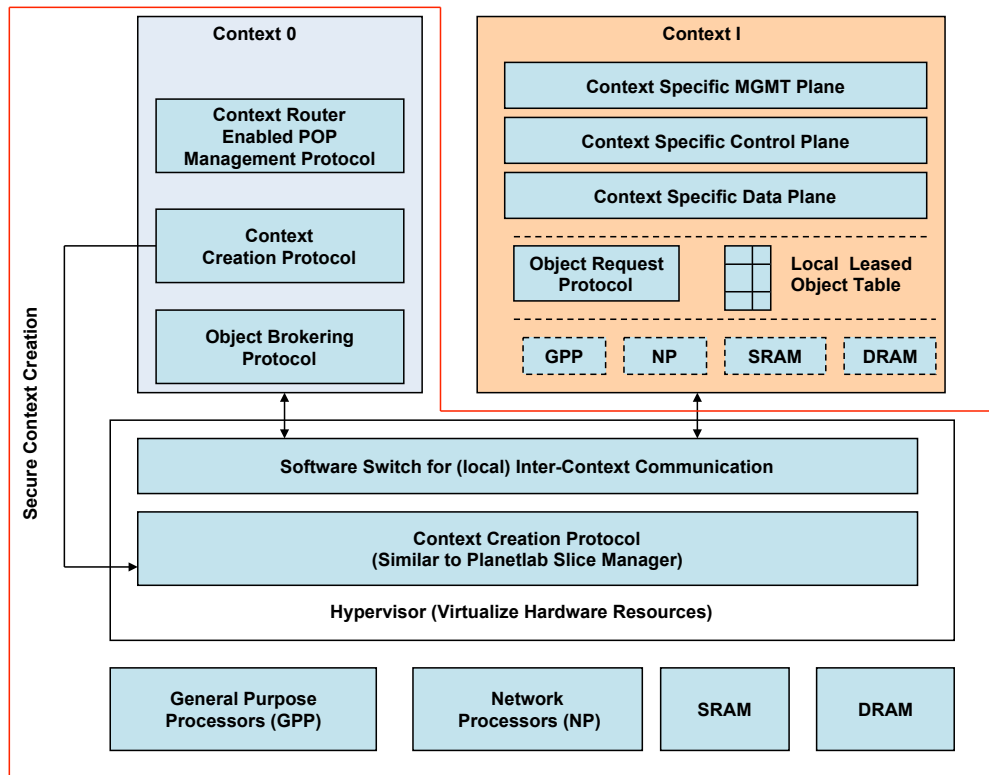 Context 0
Context Router
Enabled POP
Management Protocol
Context
Creation Protocol
Object Brokering
Protocol
Context I
Context Specific MGMT Plane
Context Specific Control Plane
Context Specific Data Plane
Object Request
Protocol
Local Leased
Object Table
GPP
NP
SRAM
DRAM
Secure Context Creation
Software Switch for (local) Inter-Context Communication
Context Creation Protocol
(Similar to Planetlab Slice Manager)
Hypervisor (Virtualize Hardware Resources)
General Purpose
Processors (GPP)
Network
Processors (NP)
SRAM
DRAM